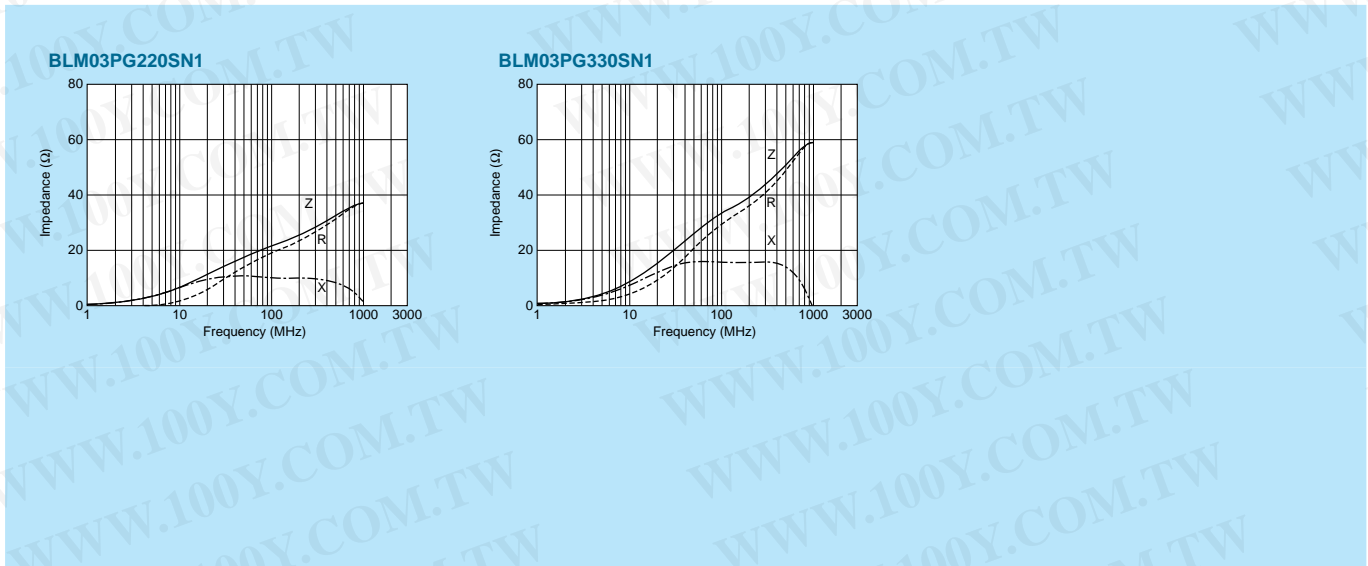 BLM03PG220SN1
80
60
40
20
0
Impedance (Ω)
Z
R
X
1 10 100 1000 3000
Frequency (MHz)
BLM03PG330SN1
80
60
40
20
0
Impedance (Ω)
Z
R
X
1 10 100 1000 3000
Frequency (MHz)
WWW.100Y.COM.TW